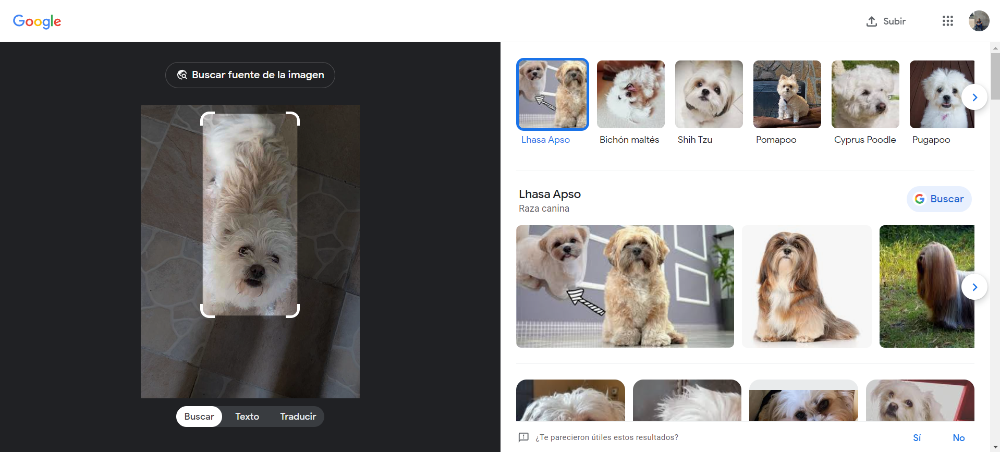 Google
Subir
Buscar fuente de la imagen
Buscar
Texto
Traducir
Lhasa Apso
Bichón maltés
Shih Tzu
Pomapoo
Cyprus Poodle
Pugapoo
Lhasa Apso
Raza canina
Buscar
¿Te parecieron útiles estos resultados?
Sí
No